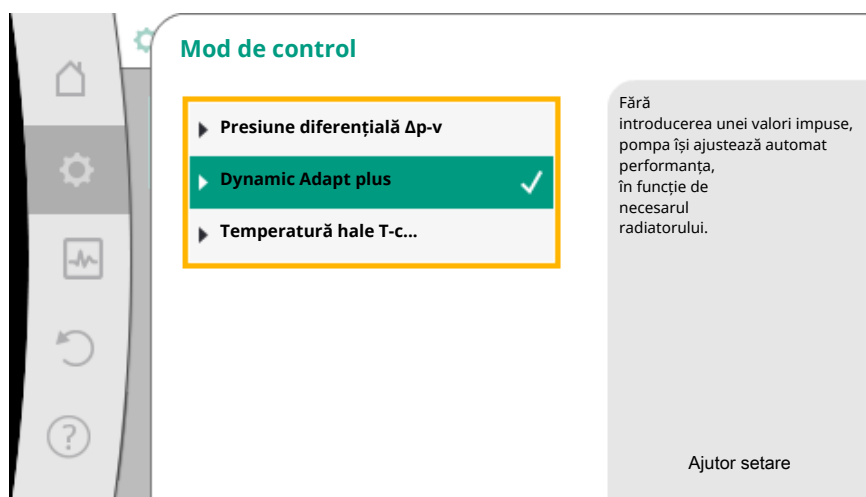 Mod de control
Presiune diferențială Δp-v
Dynamic Adapt plus
Temperatură hale T-c...
Fără
introducerea unei valori impuse,
pompa își ajustează automat
performanța,
în funcție de
necesarul
radiatorului.
Ajutor setare
?